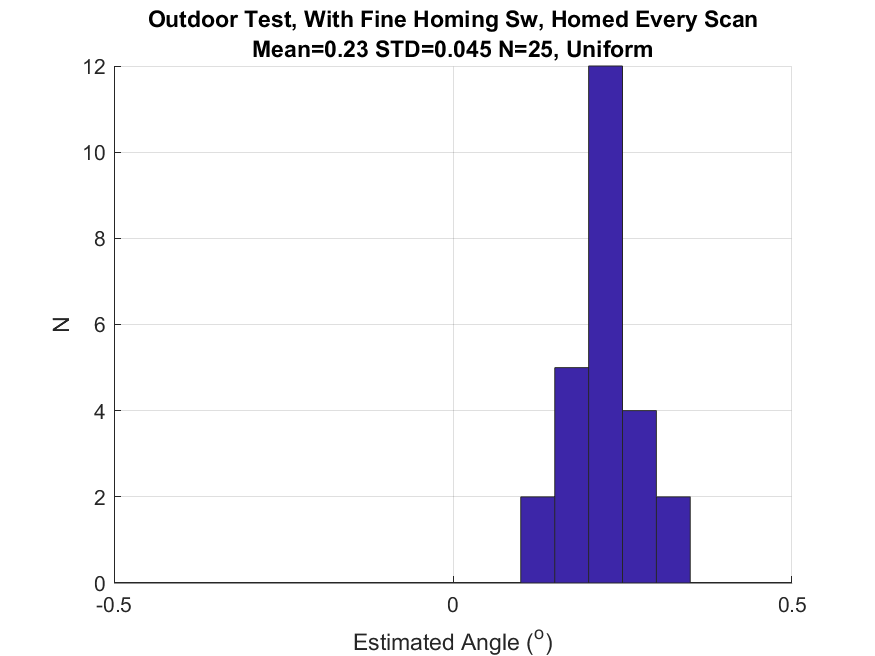 Outdoor Test, With Fine Homing Sw, Homed Every Scan
Mean=0.23 STD=0.045 N=25, Uniform
12
10
8
6
4
2
0
N
-0.5
0
0.5
Estimated Angle (o)